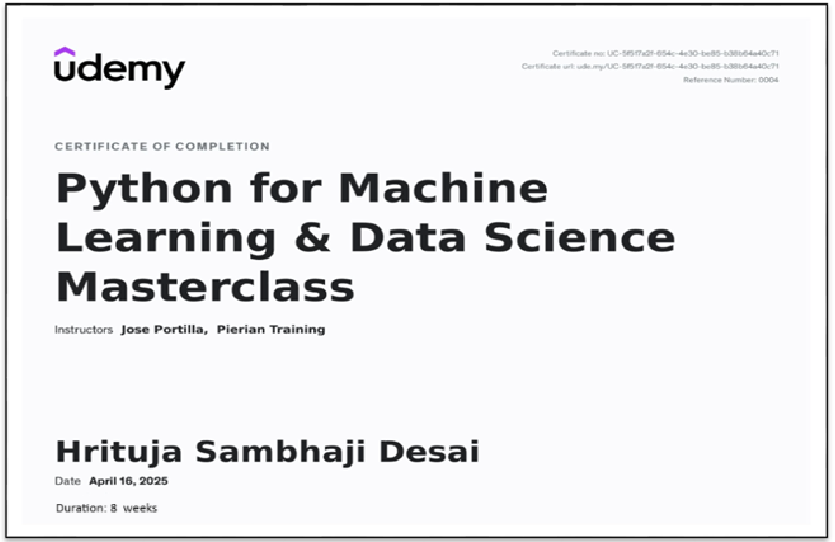 udemy
Certificate no: UC-5f5f7a2f-654c-4e30-be85-b38b64a40c71
Certificate url: ude.my/UC-5f5f7a2f-654c-4e30-be85-b38b64a40c71
Reference Number: 0004
CERTIFICATE OF COMPLETION
Python for Machine
Learning & Data Science
Masterclass
Instructors Jose Portilla, Pierian Training
Hrituja Sambhaji Desai
Date April 16, 2025
Duration: 8 weeks